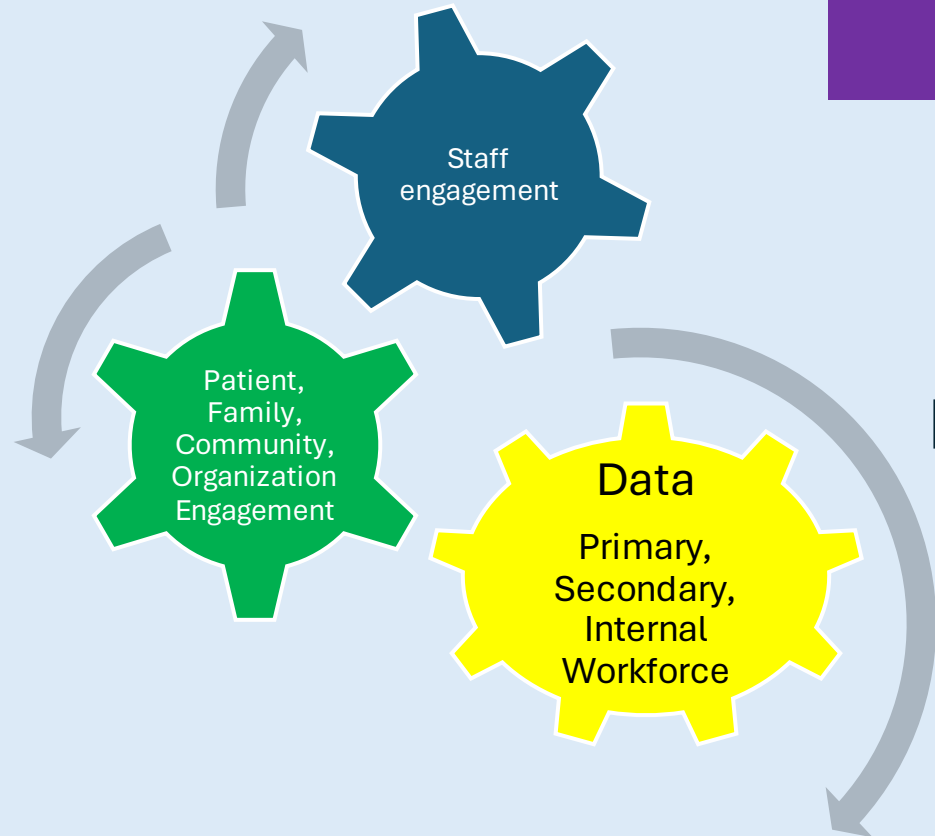 Staff
engagement
Patient,
Family,
Community,
Organization
Engagement
Data
Primary,
Secondary,
Internal
Workforce